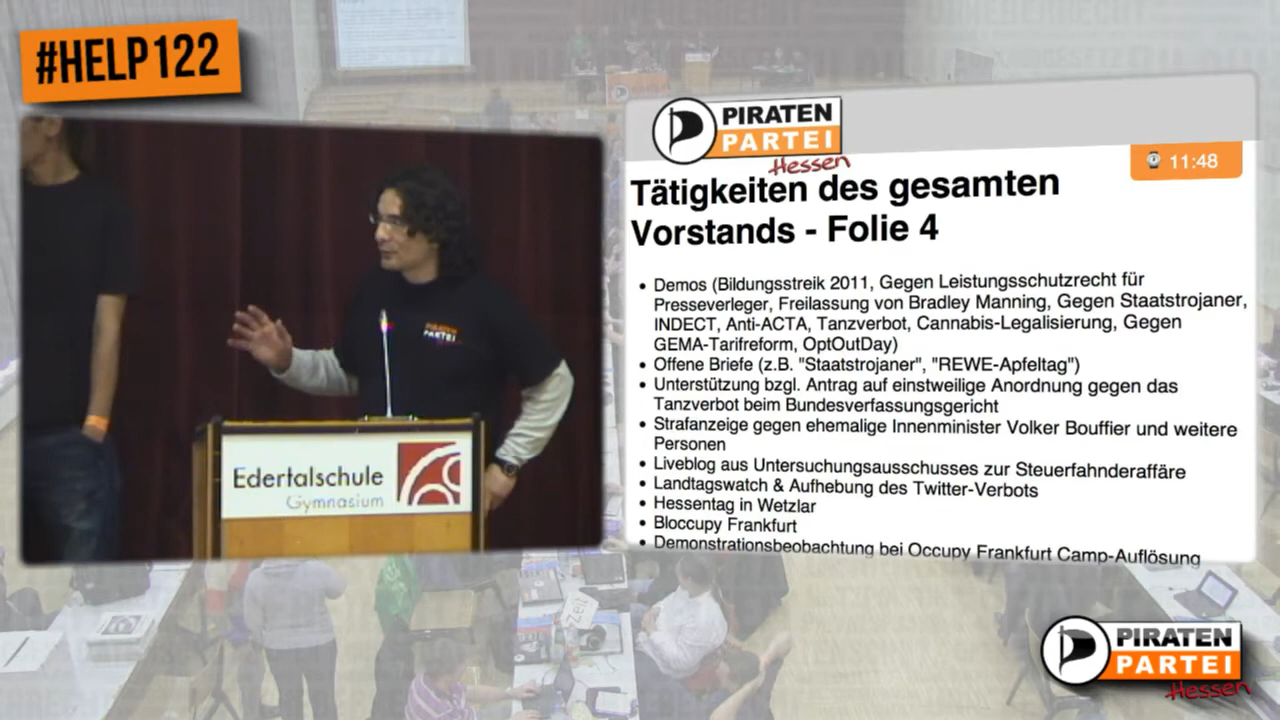 #HELP122
PIRATEN
PARTEI
Hessen
11:48
Tätigkeiten des gesamten
Vorstands - Folie 4
• Demos (Bildungsstreik 2011, Gegen Leistungsschutzrecht für
Presseverleger, Freilassung von Bradley Manning, Gegen Staatstrojaner,
INDECT, Anti-ACTA, Tanzverbot, Cannabis-Legalisierung, Gegen
GEMA-Tarifreform, OptOutDay)
• Offene Briefe (z.B. "Staatstrojaner", "REWE-Apfeltag")
• Unterstützung bzgl. Antrag auf einstweilige Anordnung gegen das
Tanzverbot beim Bundesverfassungsgericht
• Strafanzeige gegen ehemalige Innenminister Volker Bouffier und weitere
Personen
• Liveblog aus Untersuchungsausschusses zur Steuerfahnderaffäre
• Landtagswatch & Aufhebung des Twitter-Verbots
• Hessentag in Wetzlar
• Bloccupy Frankfurt
• Demonstrationsbeobachtung bei Occupy Frankfurt Camp-Auflösung
PIRATEN
PARTEI
Edertalschule
Gymnasium
PIRATEN
PARTEI
Hessen